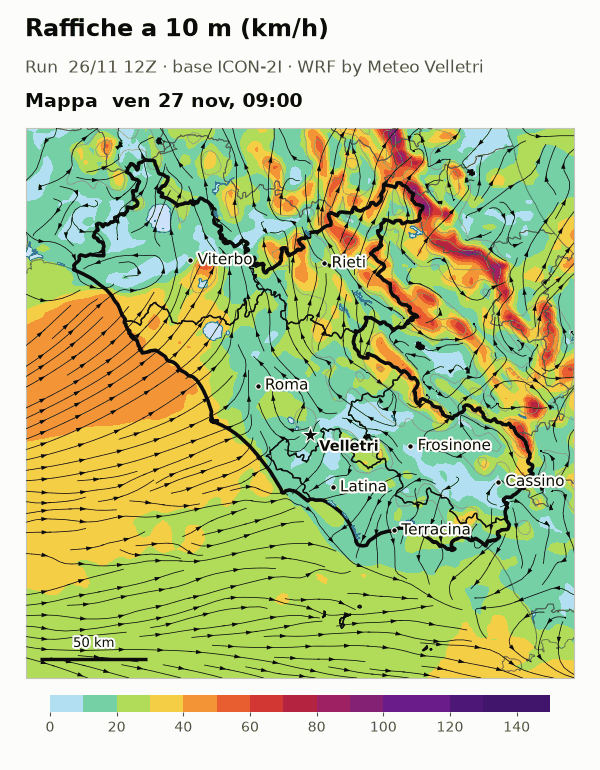 Raffiche a 10 m (km/h)
Run 26/11 12Z · base ICON-2I · WRF by Meteo Velletri
Mappa ven 27 nov, 09:00
Viterbo
Rieti
Roma
Velletri
Frosinone
Cassino
Latina
Terracina
50 km
0 20 40 60 80 100 120 140